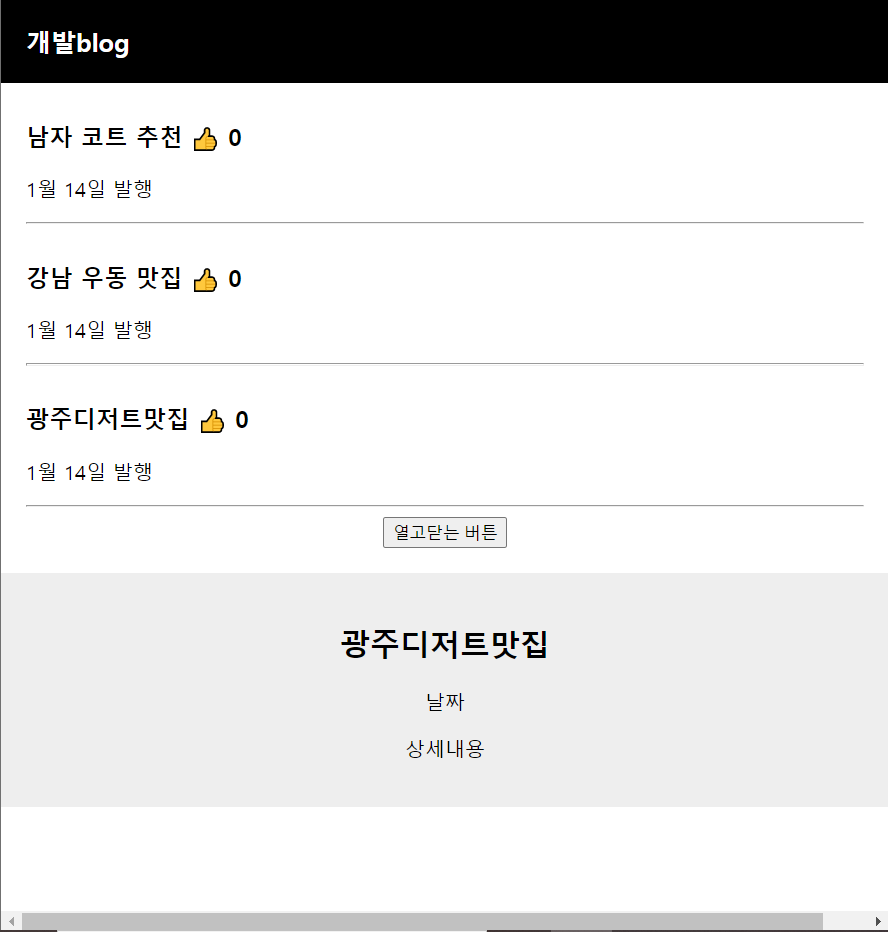 개발blog
남자 코트 추천 👍 0
1월 14일 발행
강남 우동 맛집 👍 0
1월 14일 발행
광주디저트맛집 👍 0
1월 14일 발행
열고닫는 버튼
광주디저트맛집
날짜
상세내용